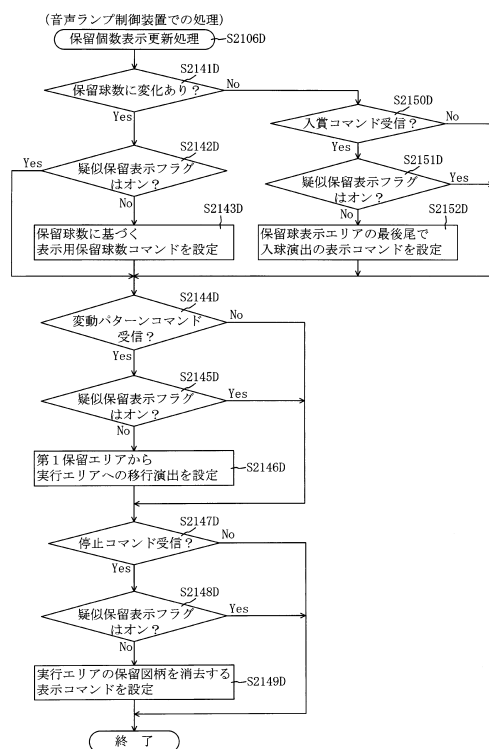 (音声ランプ制御装置での処理)
保留個数表示更新処理
S2106D
S2141D
保留球数に変化あり？
No
Yes
S2150D
入賞コマンド受信？
No
Yes
S2142D
疑似保留表示フラグ
はオン？
Yes
No
S2151D
疑似保留表示フラグ
はオン？
Yes
No
S2143D
保留球数に基づく
表示用保留球数コマンドを設定
S2152D
保留球表示エリアの最後尾で
入球演出の表示コマンドを設定
S2144D
変動パターンコマンド
受信？
No
Yes
S2145D
疑似保留表示フラグ
はオン？
Yes
No
第１保留エリアから
実行エリアへの移行演出を設定
S2146D
S2147D
停止コマンド受信？
No
Yes
S2148D
疑似保留表示フラグ
はオン？
Yes
No
実行エリアの保留図柄を消去する
表示コマンドを設定
S2149D
終 了